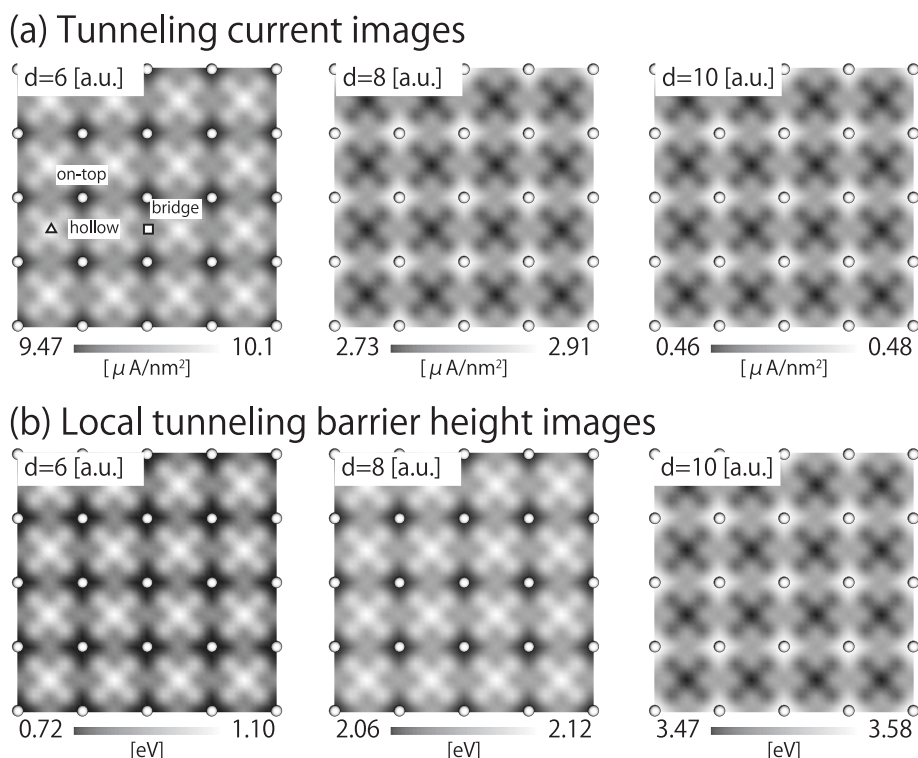 (a) Tunneling current images
d=6 [a.u.]
d=8 [a.u.]
d=10 [a.u.]
on-top
bridge
hollow
9.47 10.1
[μA/nm²]
2.73 2.91
[μA/nm²]
0.46 0.48
[μA/nm²]
(b) Local tunneling barrier height images
d=6 [a.u.]
d=8 [a.u.]
d=10 [a.u.]
0.72 1.10
[eV]
2.06 2.12
[eV]
3.47 3.58
[eV]